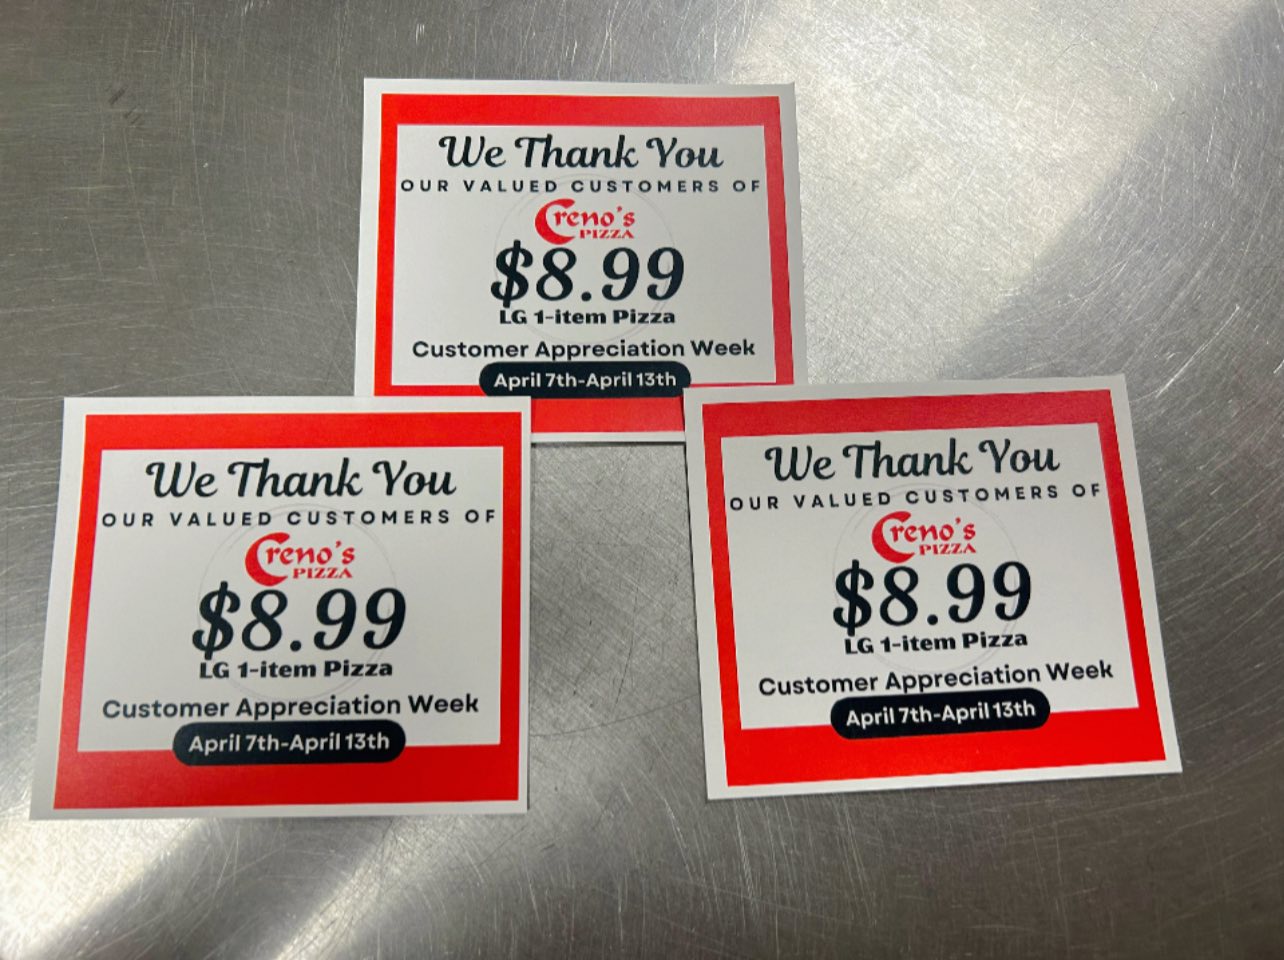 We Thank You
OUR VALUED CUSTOMERS OF
Creno's
PIZZA
$8.99
LG 1-item Pizza
Customer Appreciation Week
April 7th-April 13th
We Thank You
OUR VALUED CUSTOMERS OF
Creno's
PIZZA
$8.99
LG 1-item Pizza
Customer Appreciation Week
April 7th-April 13th
We Thank You
OUR VALUED CUSTOMERS OF
Creno's
PIZZA
$8.99
LG 1-item Pizza
Customer Appreciation Week
April 7th-April 13th